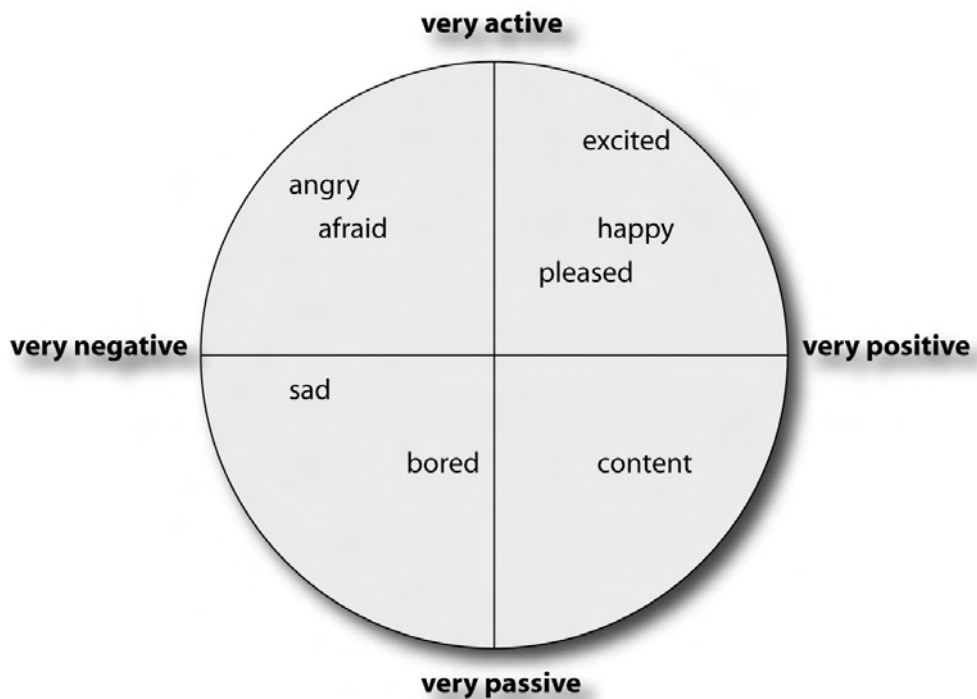 very active
excited
angry
afraid
happy
pleased
very negative
very positive
sad
bored
content
very passive